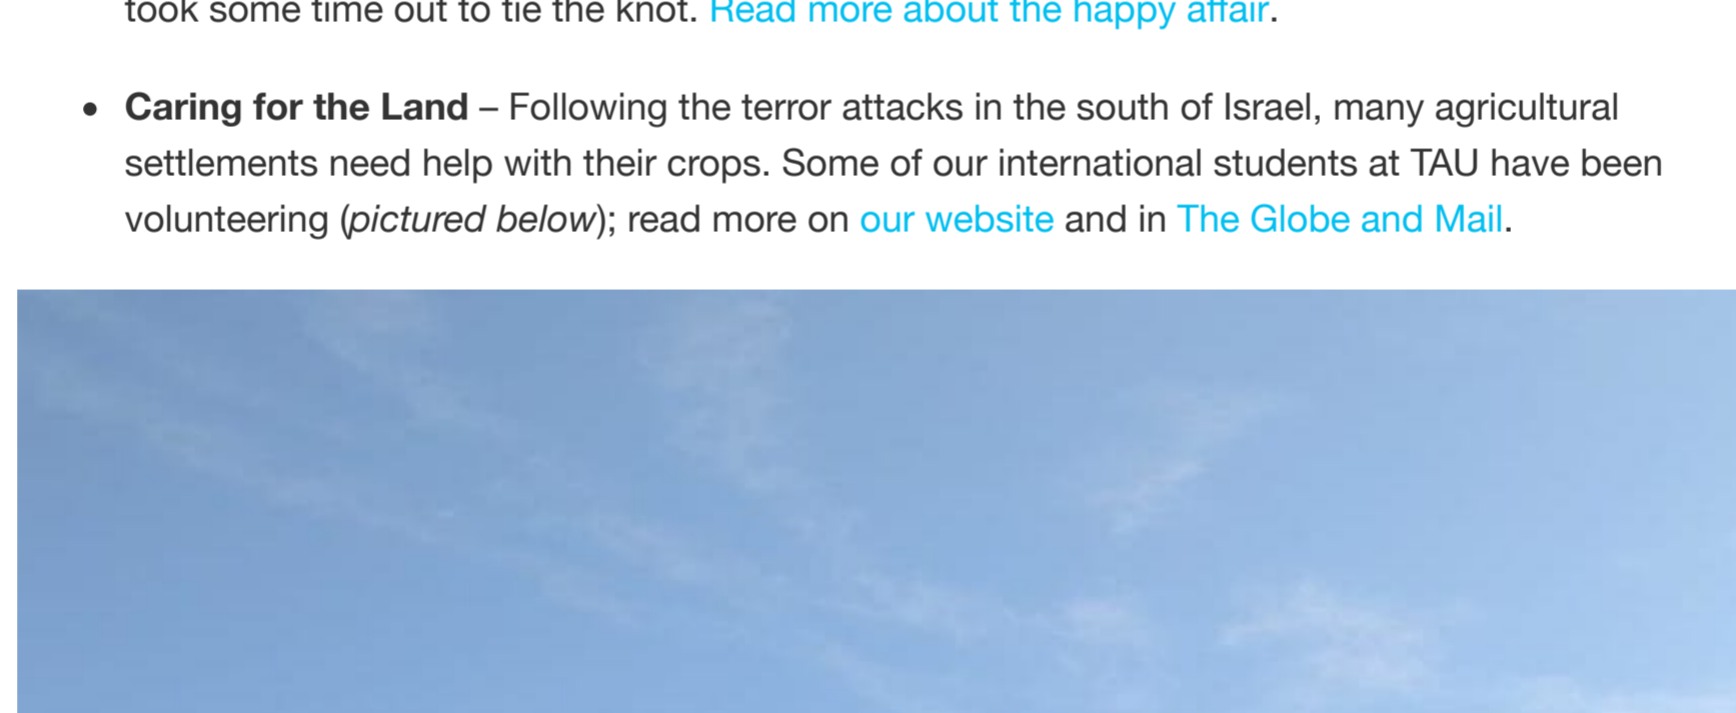 took some time out to tie the knot. Read more about the happy affair.
Caring for the Land – Following the terror attacks in the south of Israel, many agricultural
settlements need help with their crops. Some of our international students at TAU have been
volunteering (pictured below); read more on our website and in The Globe and Mail.